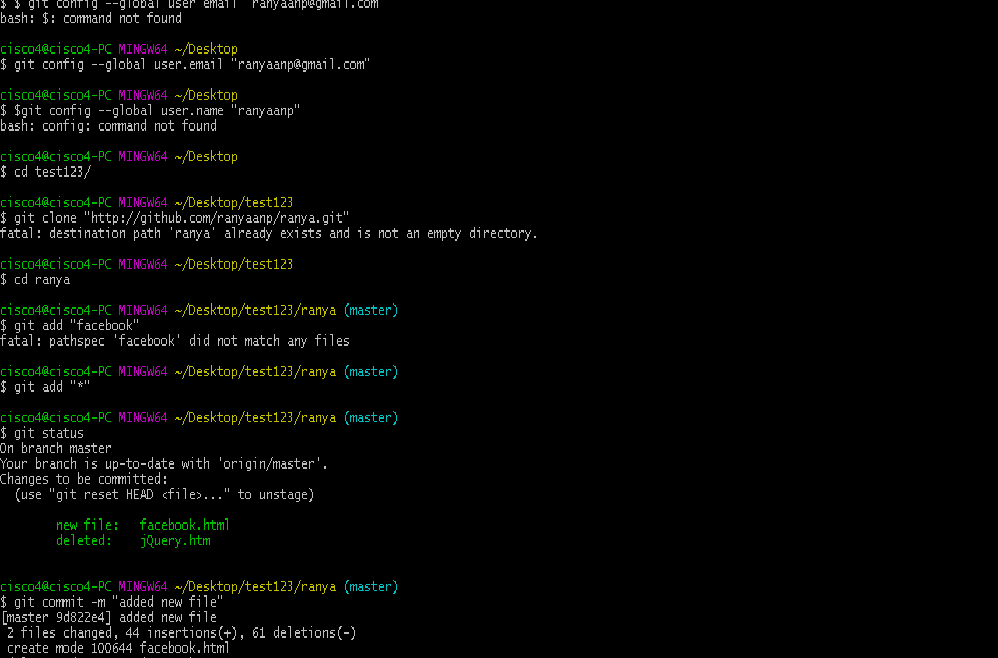 $ $ git config --global user email "ranyaanp@gmail.com
bash: $: command not found
cisco4@cisco4-PC MINGW64 ~/Desktop
$ git config --global user.email "ranyaanp@gmail.com"
cisco4@cisco4-PC MINGW64 ~/Desktop
$ $git config --global user.name "ranyaanp"
bash: config: command not found
cisco4@cisco4-PC MINGW64 ~/Desktop
$ cd test123/
cisco4@cisco4-PC MINGW64 ~/Desktop/test123
$ git clone "http://github.com/ranyaanp/ranya.git"
fatal: destination path 'ranya' already exists and is not an empty directory.
cisco4@cisco4-PC MINGW64 ~/Desktop/test123
$ cd ranya
cisco4@cisco4-PC MINGW64 ~/Desktop/test123/ranya (master)
$ git add "facebook"
fatal: pathspec 'facebook' did not match any files
cisco4@cisco4-PC MINGW64 ~/Desktop/test123/ranya (master)
$ git add "*"
cisco4@cisco4-PC MINGW64 ~/Desktop/test123/ranya (master)
$ git status
On branch master
Your branch is up-to-date with 'origin/master'.
Changes to be committed:
(use "git reset HEAD <file>..." to unstage)
new file: facebook.html
deleted: jQuery.htm
cisco4@cisco4-PC MINGW64 ~/Desktop/test123/ranya (master)
$ git commit -m "added new file"
[master 9d822e4] added new file
2 files changed, 44 insertions(+), 61 deletions(-)
create mode 100644 facebook.html